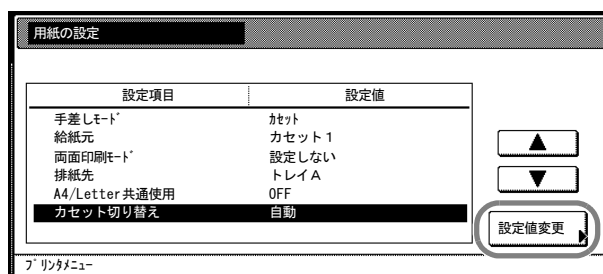 用紙の設定
設定項目 設定値
手差しﾓｰﾄﾞ ｶｾｯﾄ
給紙元 カセット1
両面印刷ﾓｰﾄﾞ 設定しない
排紙先 トレイA
A4/Letter共通使用 OFF
カセット切り替え 自動
設定値変更
ﾌﾟﾘﾝﾀﾒﾆｭｰ